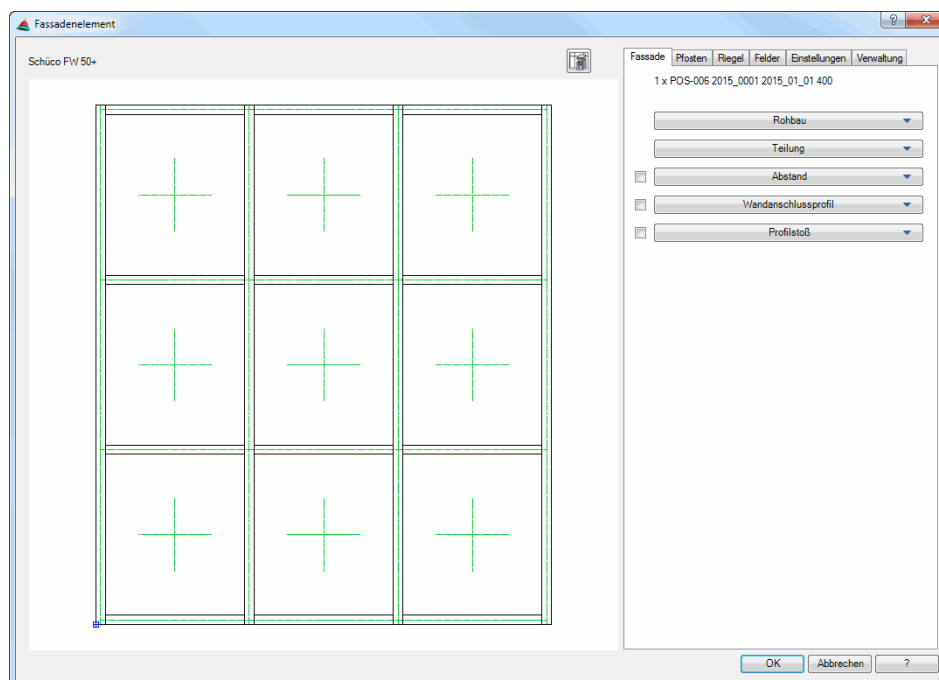 Fassadenelement
?
Schüco FW 50+
Fassade Pfosten Riegel Felder Einstellungen Verwaltung
1 x POS-006 2015_0001 2015_01_01 400
Rohbau
Teilung
Abstand
Wandanschlussprofil
Profilstoß
OK Abbrechen ?